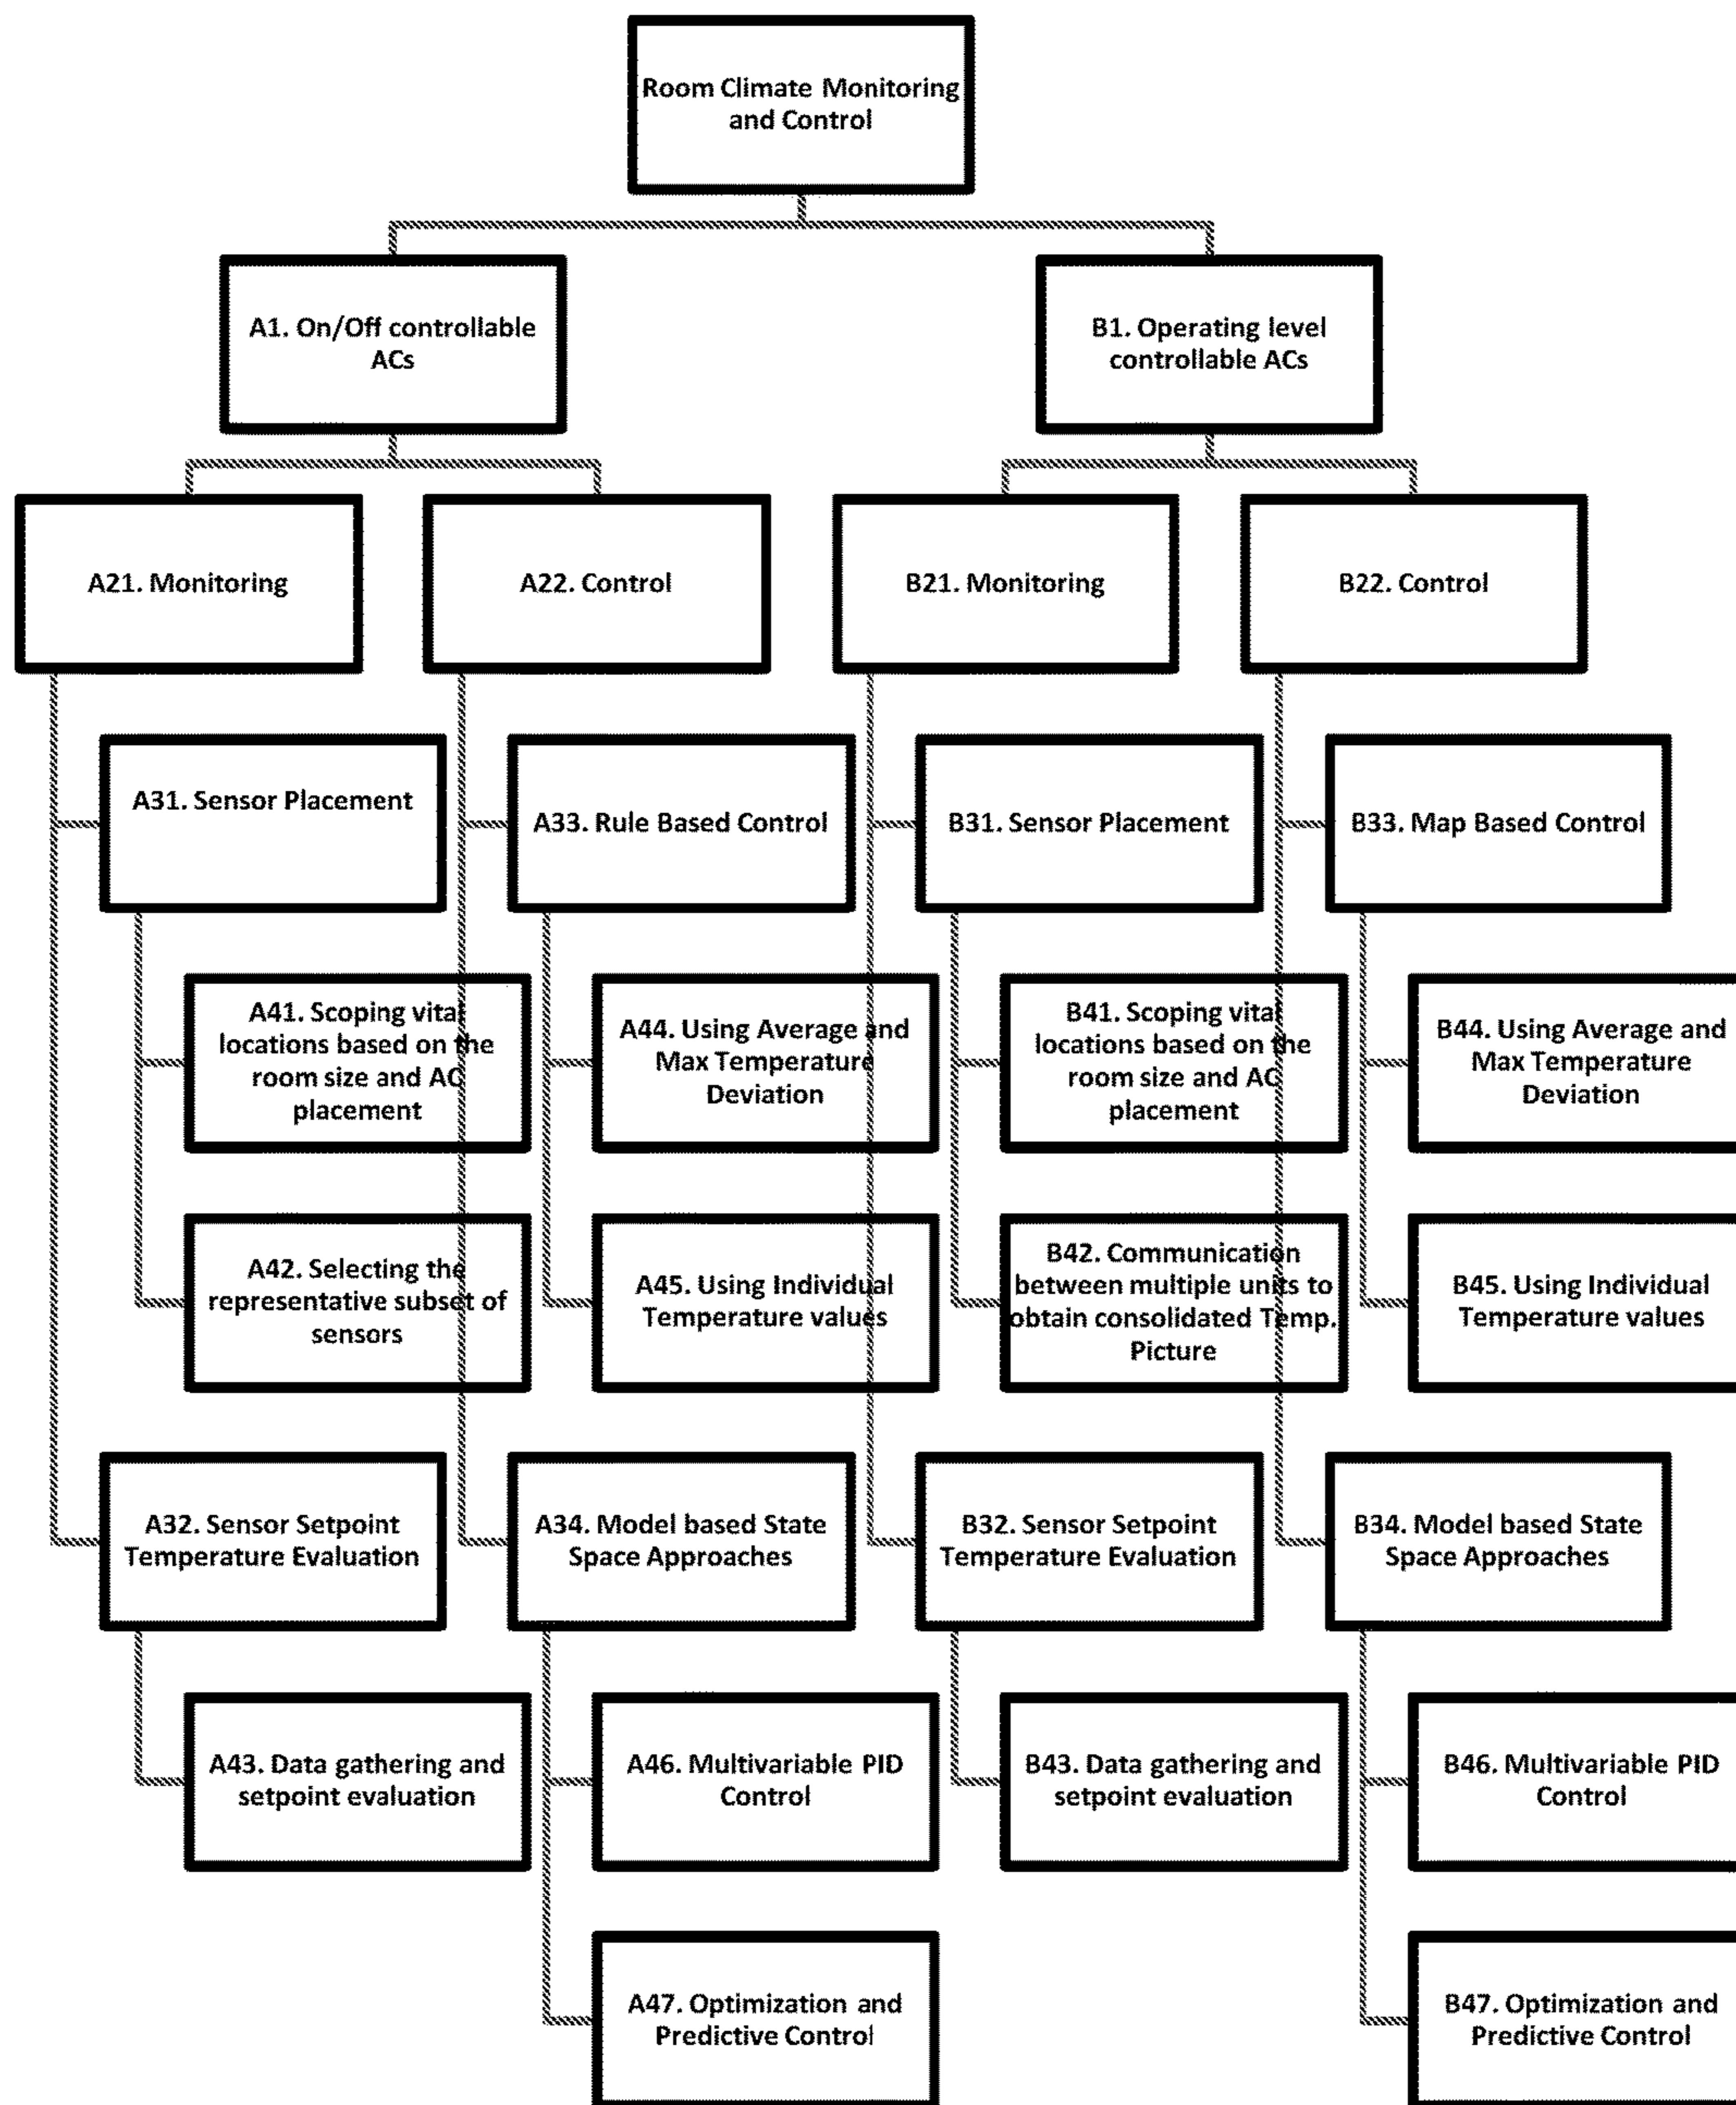 Room Climate Monitoring
and Control
A1. On/Off controllable
ACs
B1. Operating level
controllable ACs
A21. Monitoring
A22. Control
B21. Monitoring
B22. Control
A31. Sensor Placement
A33. Rule Based Control
B31. Sensor Placement
B33. Map Based Control
A41. Scoping vital
locations based on the
room size and AC
placement
A44. Using Average and
Max Temperature
Deviation
B41. Scoping vital
locations based on the
room size and AC
placement
B44. Using Average and
Max Temperature
Deviation
A42. Selecting the
representative subset of
sensors
A45. Using Individual
Temperature values
B42. Communication
between multiple units to
obtain consolidated Temp.
Picture
B45. Using Individual
Temperature values
A32. Sensor Setpoint
Temperature Evaluation
A34. Model based State
Space Approaches
B32. Sensor Setpoint
Temperature Evaluation
B34. Model based State
Space Approaches
A43. Data gathering and
setpoint evaluation
A46. Multivariable PID
Control
B43. Data gathering and
setpoint evaluation
B46. Multivariable PID
Control
A47. Optimization and
Predictive Control
B47. Optimization and
Predictive Control